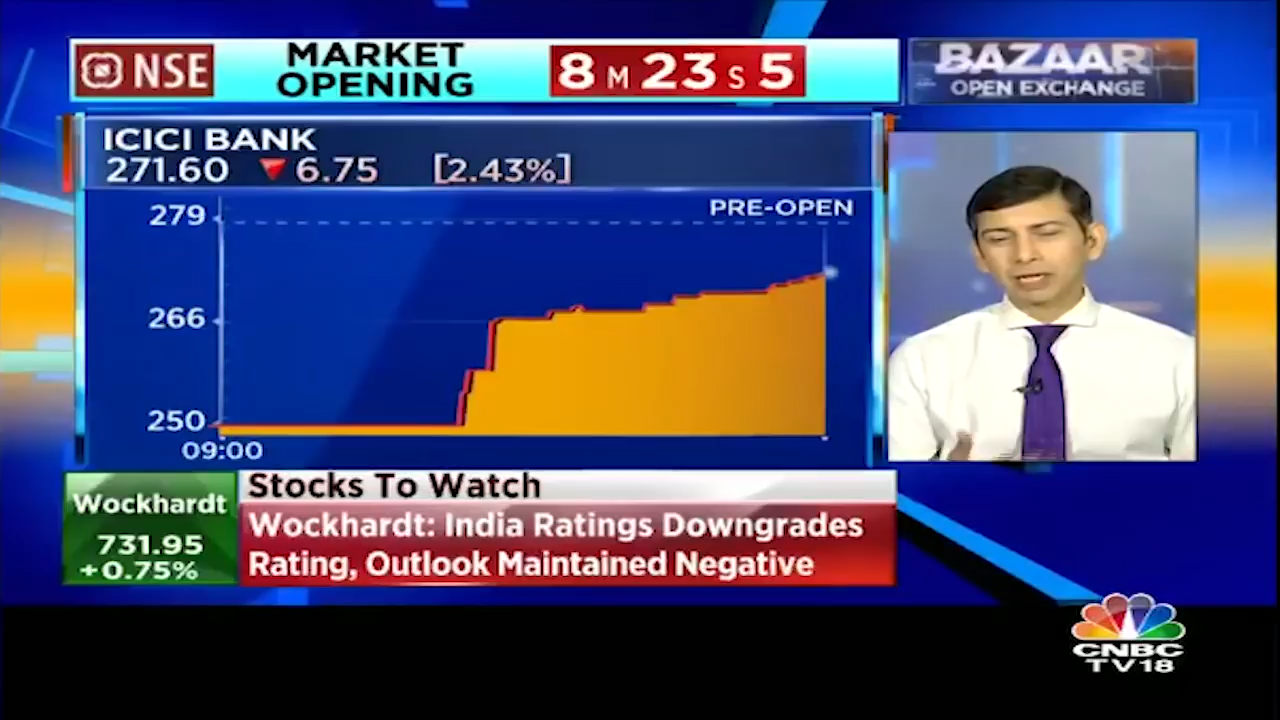 NSE
MARKET
OPENING
8 M 23 S 5
BAZAAR
OPEN EXCHANGE
ICICI BANK
271.60 ▼ 6.75 [2.43%]
PRE-OPEN
279
266
250
09:00
Wockhardt
731.95
+0.75%
Stocks To Watch
Wockhardt: India Ratings Downgrades
Rating, Outlook Maintained Negative
CNBC
TV18